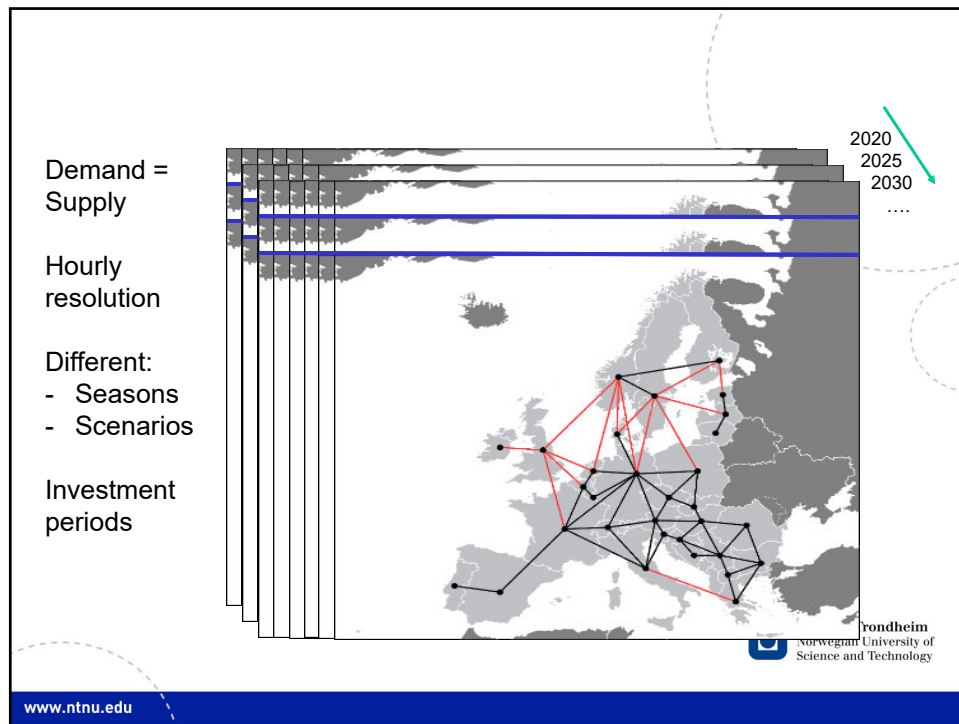 Demand =
Supply
Hourly
resolution
Different:
- Seasons
- Scenarios
Investment
periods
2020
2025
2030
....
Trondheim
Norwegian University of
Science and Technology
www.ntnu.edu